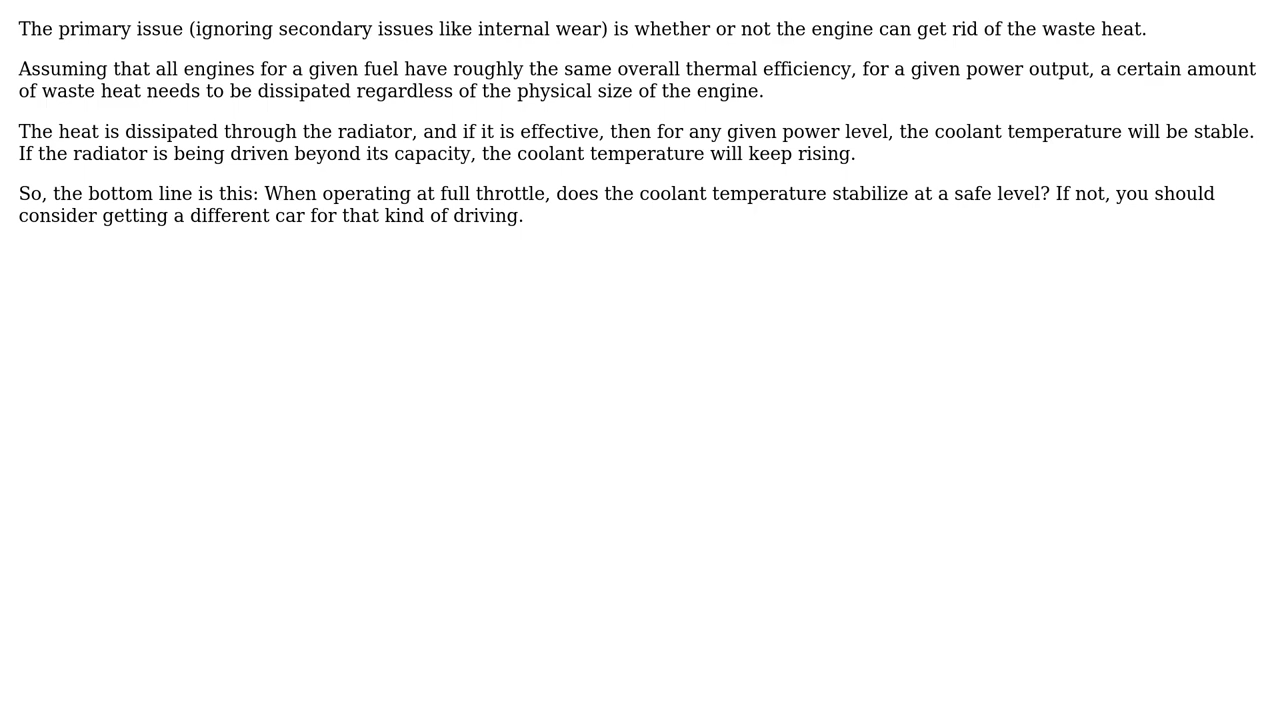 The primary issue (ignoring secondary issues like internal wear) is whether or not the engine can get rid of the waste heat.
Assuming that all engines for a given fuel have roughly the same overall thermal efficiency, for a given power output, a certain amount
of waste heat needs to be dissipated regardless of the physical size of the engine.
The heat is dissipated through the radiator, and if it is effective, then for any given power level, the coolant temperature will be stable.
If the radiator is being driven beyond its capacity, the coolant temperature will keep rising.
So, the bottom line is this: When operating at full throttle, does the coolant temperature stabilize at a safe level? If not, you should
consider getting a different car for that kind of driving.